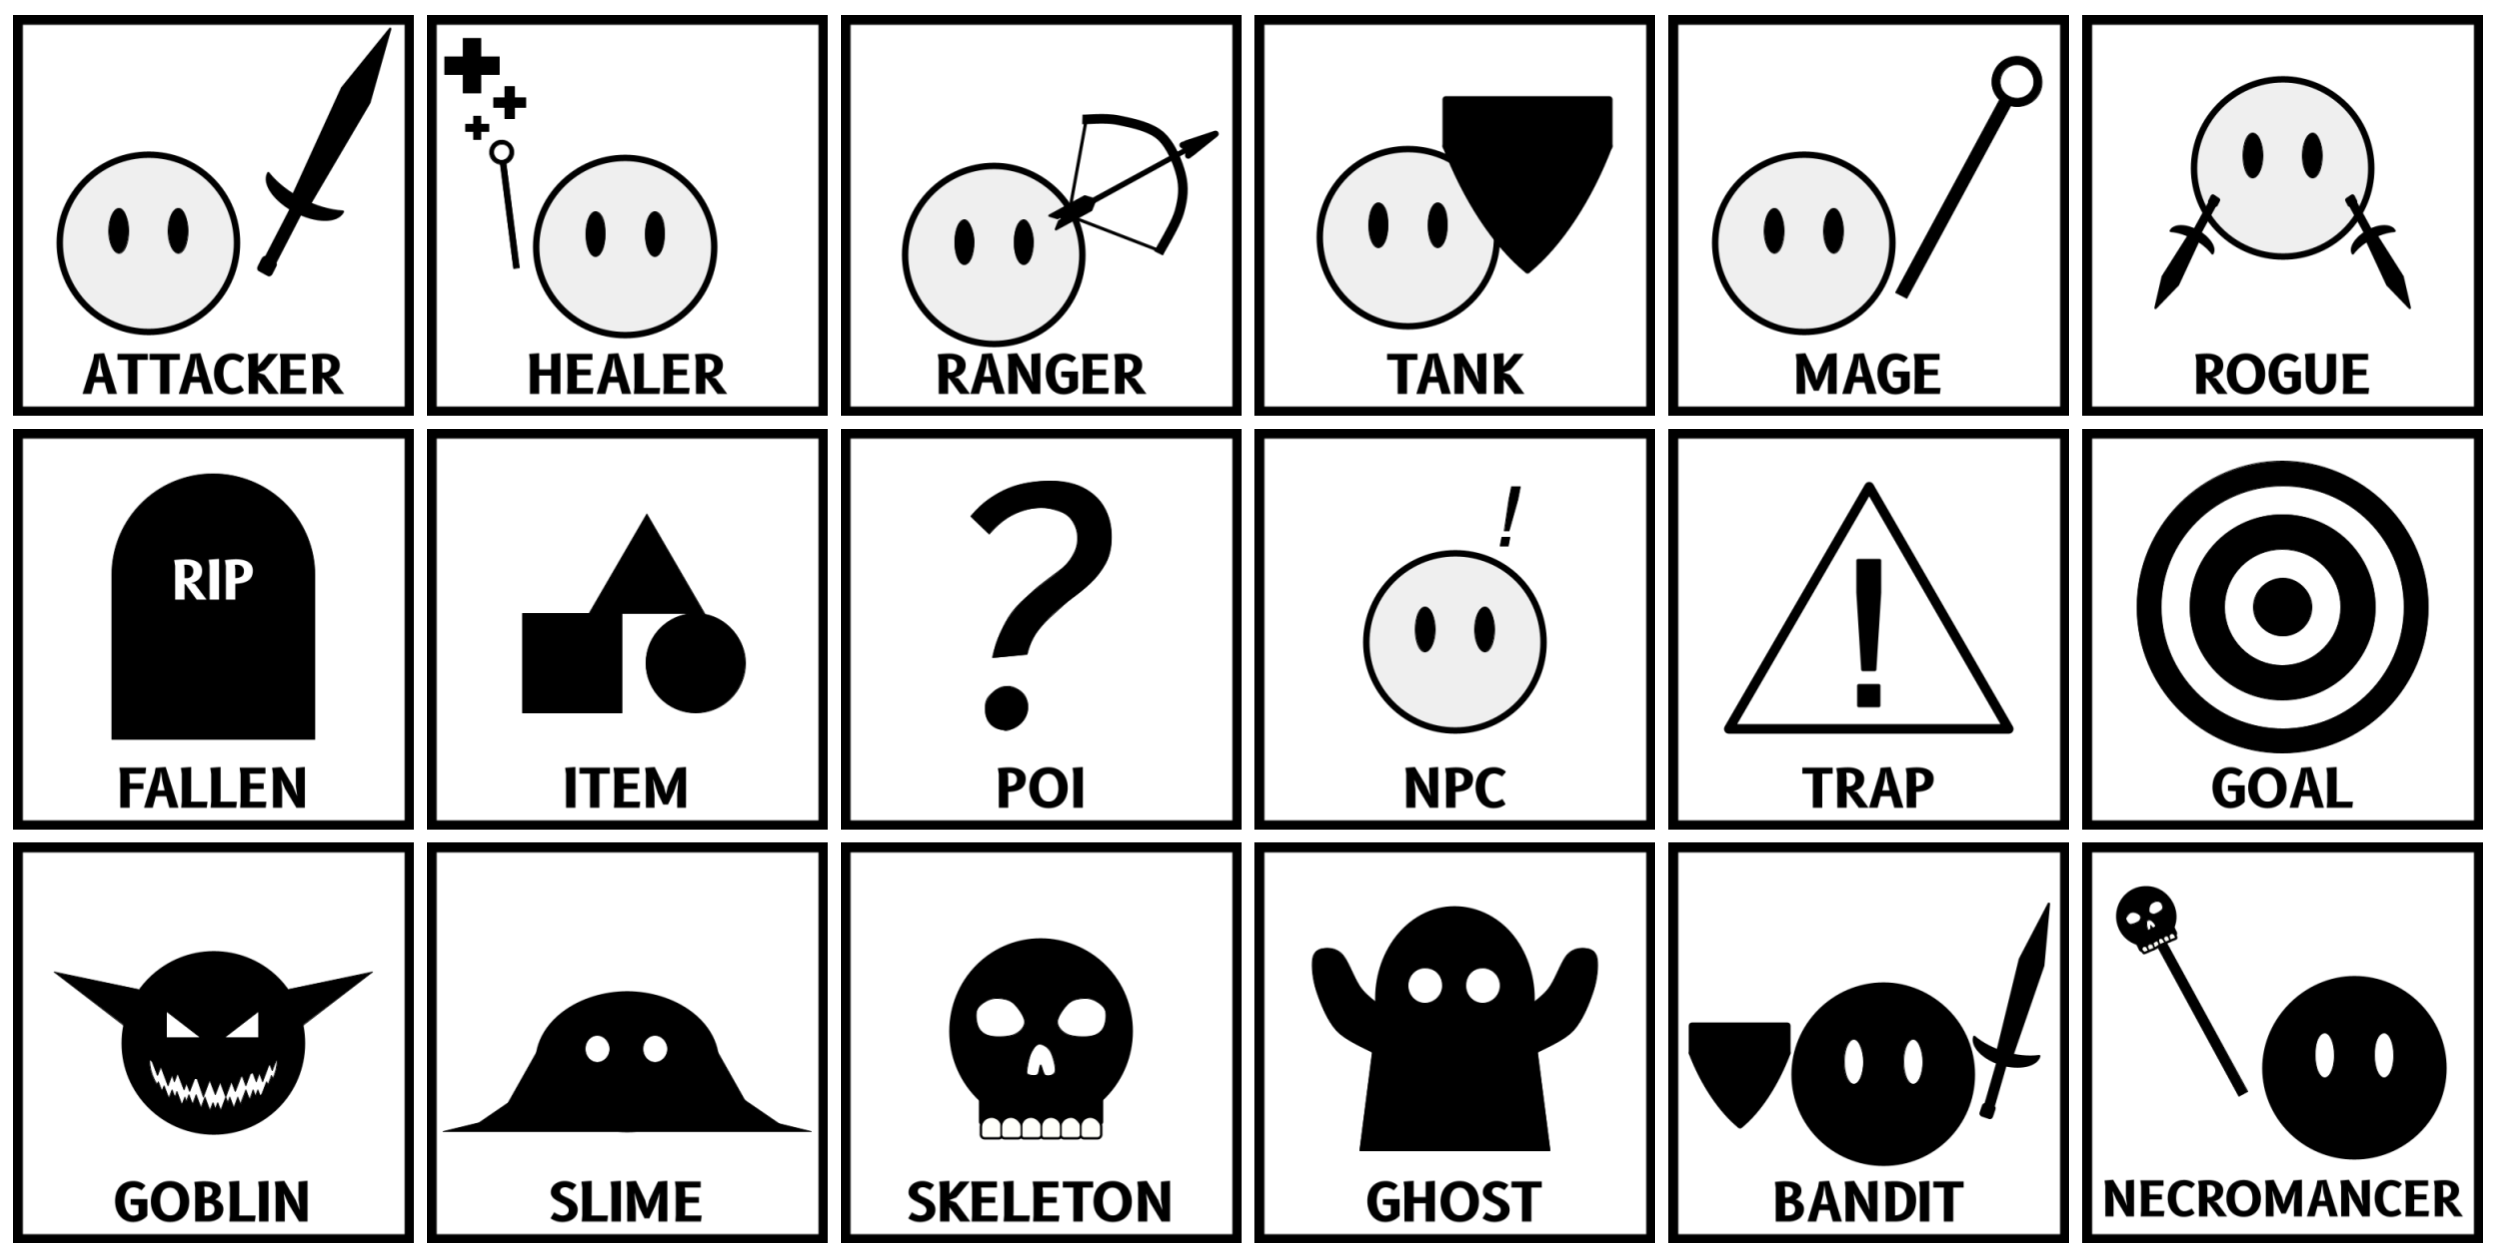 ATTACKER
HEALER
RANGER
TANK
MAGE
ROGUE
RIP
FALLEN
ITEM
?
POI
!
NPC
!
TRAP
GOAL
GOBLIN
SLIME
SKELETON
GHOST
BANDIT
NECROMANCER